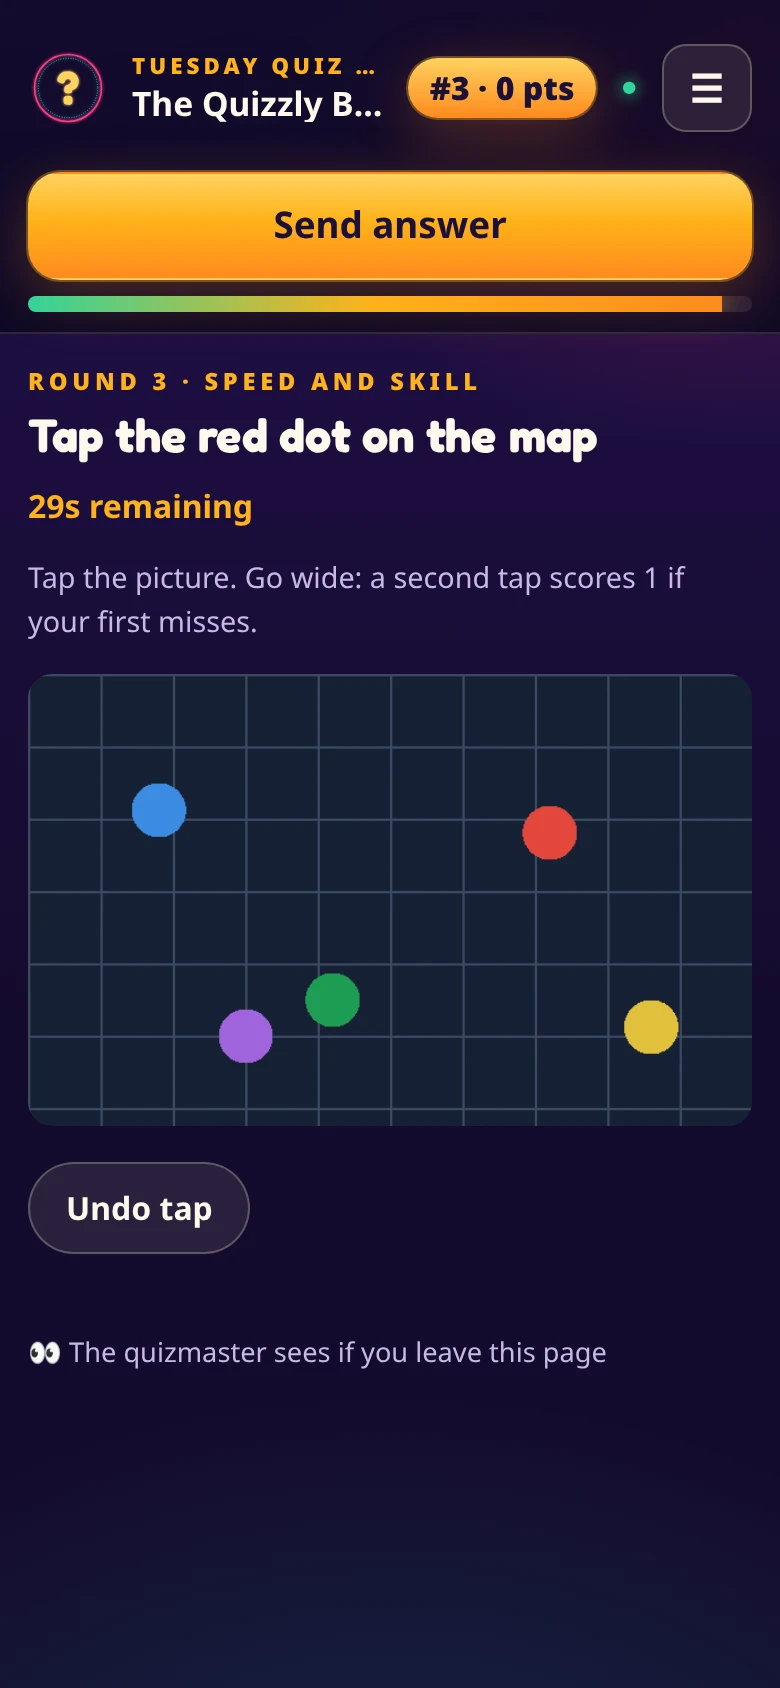 ?
TUESDAY QUIZ …
The Quizzly B...
#3 · 0 pts
☰
Send answer
ROUND 3 · SPEED AND SKILL
Tap the red dot on the map
29s remaining
Tap the picture. Go wide: a second tap scores 1 if
your first misses.
Undo tap
👀 The quizmaster sees if you leave this page